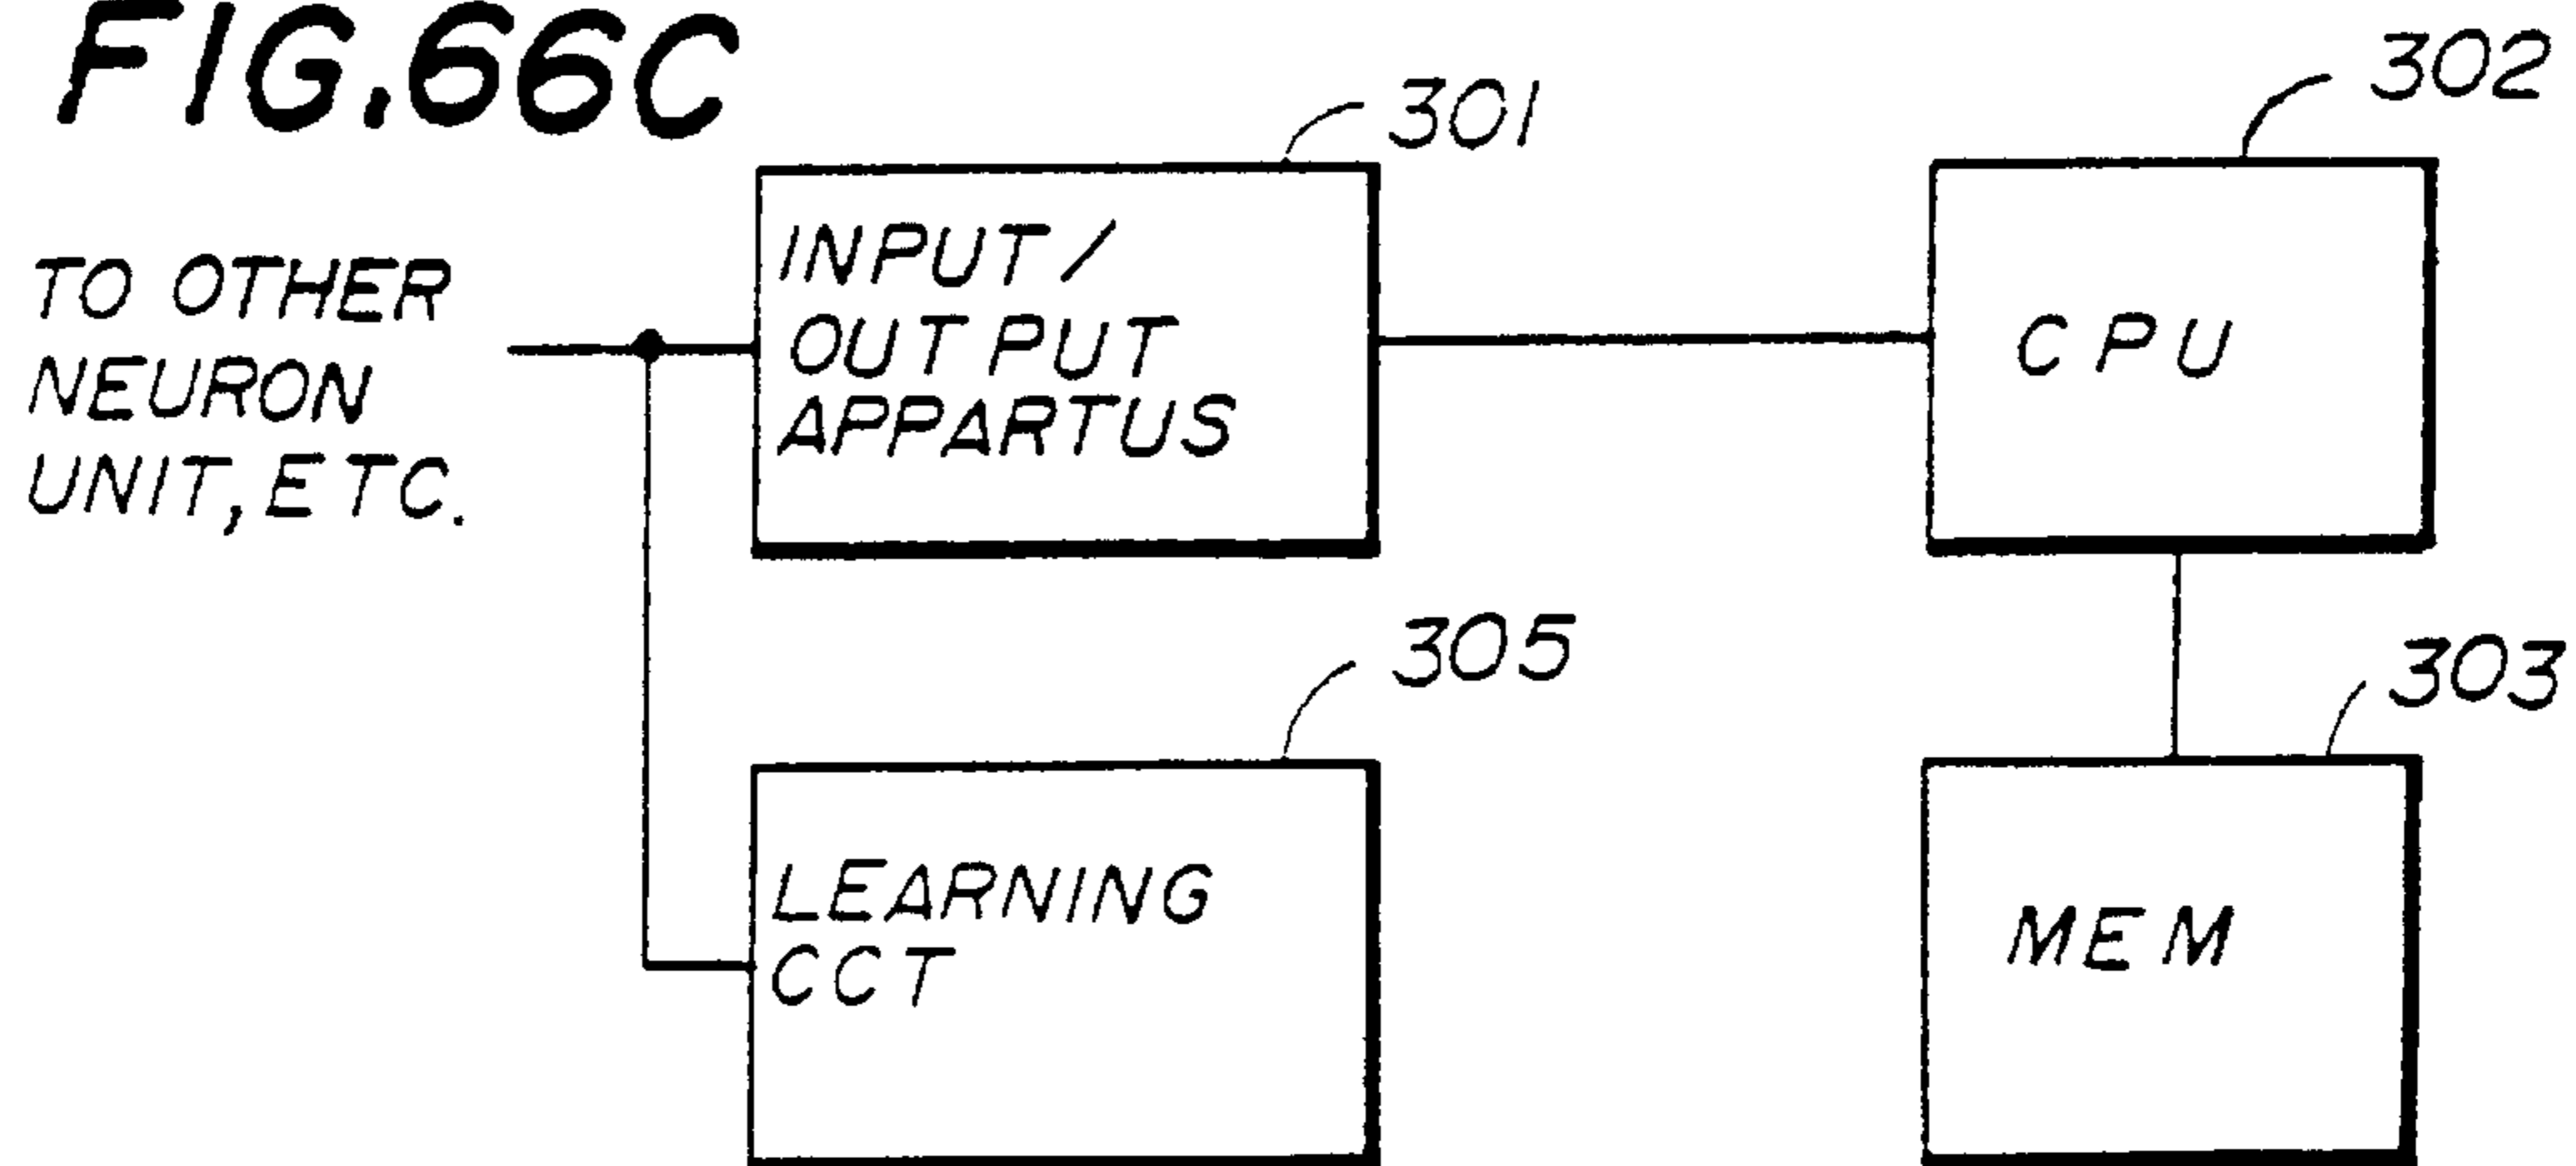 FIG.66C
301
302
INPUT/
OUTPUT
APPARTUS
CPU
TO OTHER
NEURON
UNIT,ETC.
305
303
LEARNING
CCT
MEM